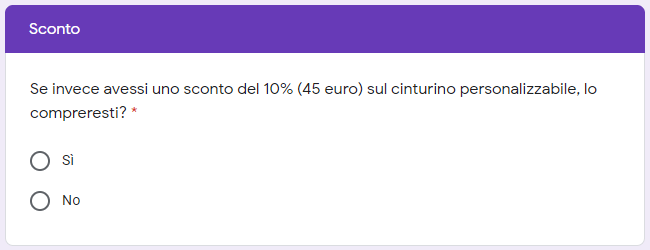 Sconto
Se invece avessi uno sconto del 10% (45 euro) sul cinturino personalizzabile, lo
compreresti? *
Sì
No